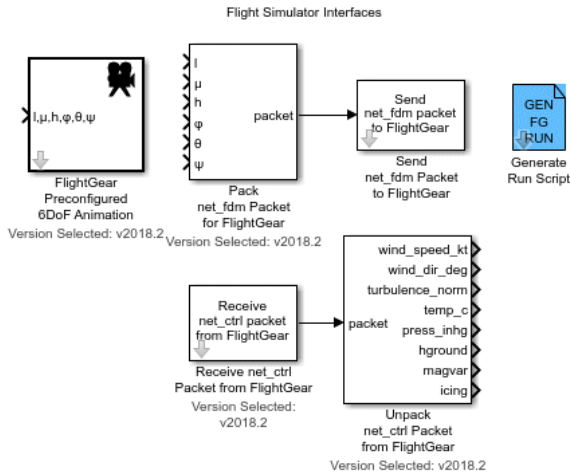 Flight Simulator Interfaces
l,μ,h,φ,θ,ψ
FlightGear
Preconfigured
6DoF Animation
Version Selected: v2018.2
l
μ
h
φ
θ
ψ
packet
Pack
net_fdm Packet
for FlightGear
Version Selected: v2018.2
Send
net_fdm packet
to FlightGear
Send
net_fdm Packet
to FlightGear
GEN
FG
RUN
Generate
Run Script
Receive
net_ctrl packet
from FlightGear
Receive net_ctrl
Packet from FlightGear
Version Selected:
v2018.2
packet
wind_speed_kt
wind_dir_deg
turbulence_norm
temp_c
press_inhg
hground
magvar
icing
Unpack
net_ctrl Packet
from FlightGear
Version Selected: v2018.2